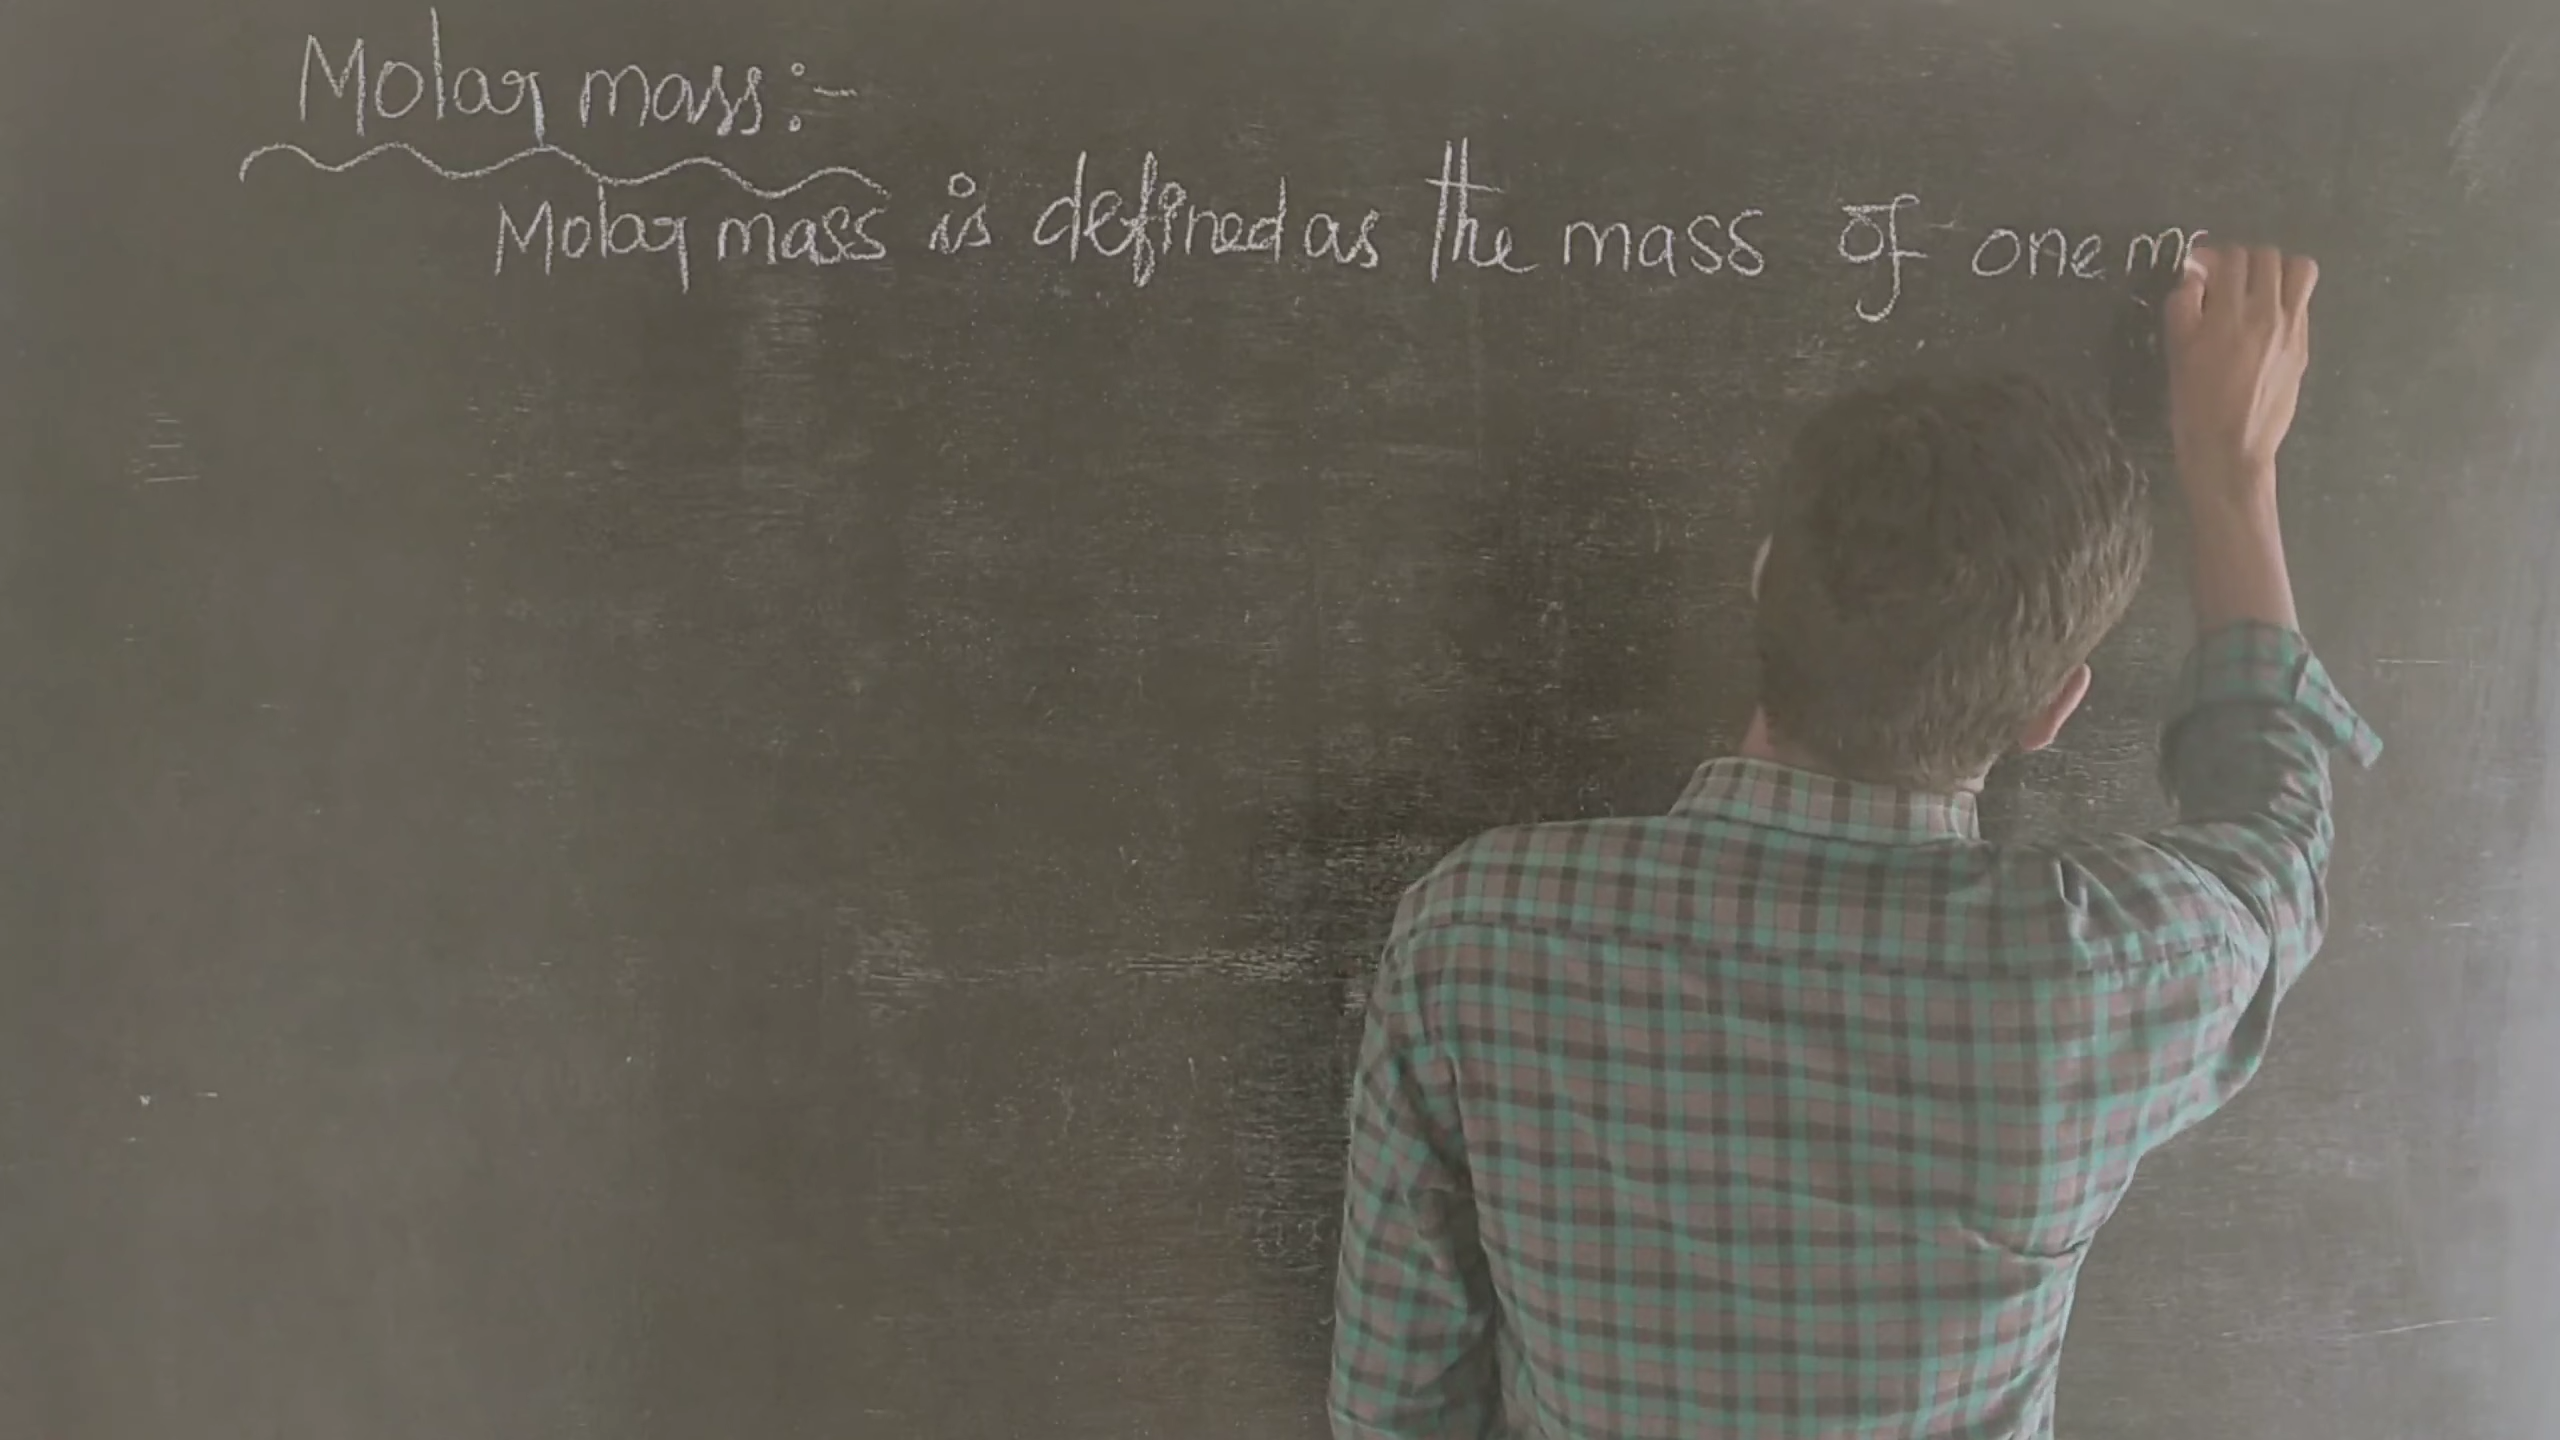 Molar mass:-
Molar mass is defined as the mass of one